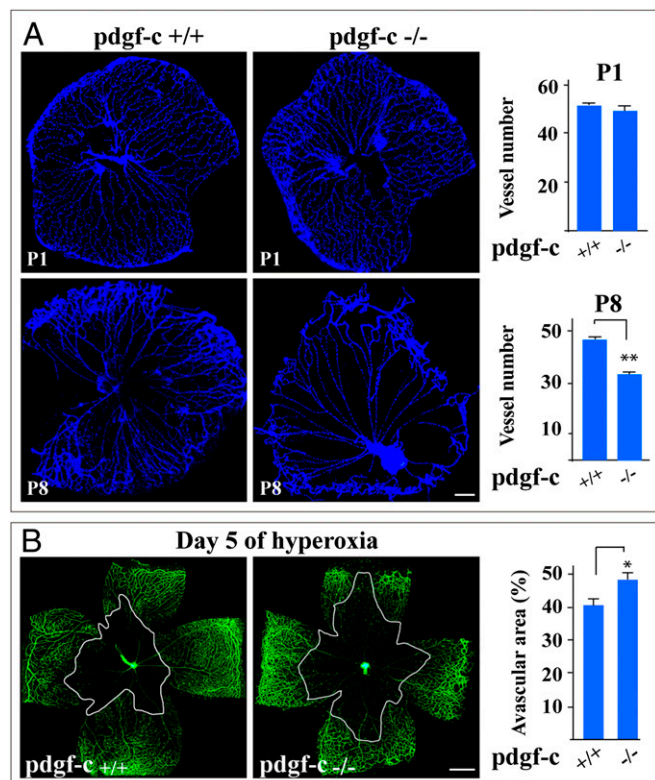 A
pdgf-c +/+
pdgf-c -/-
P1
P1
P1
60
40
20
Vessel number
pdgf-c +/+ -/-
P8
P8
P8
50
30
10
Vessel number
**
pdgf-c +/+ -/-
B
Day 5 of hyperoxia
pdgf-c +/+
pdgf-c -/-
50
40
30
20
10
Avascular area (%)
*
pdgf-c +/+ -/-